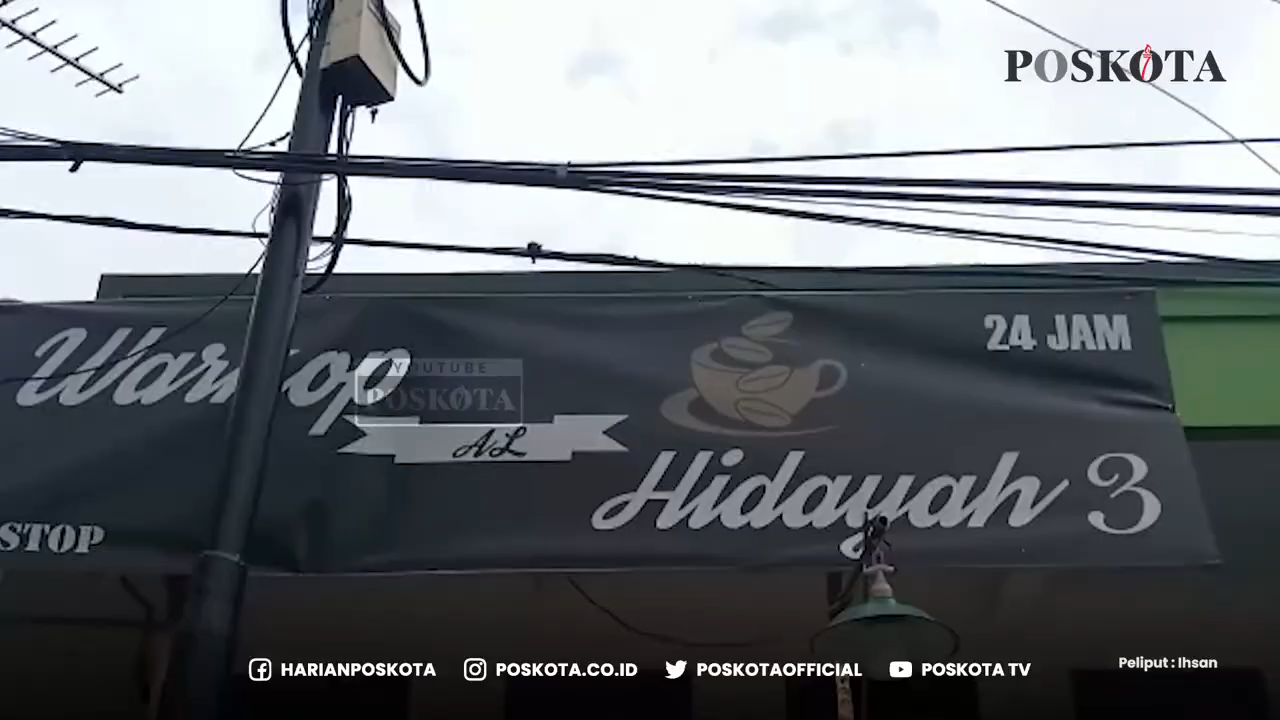 POSKOTA
24 JAM
Warkop
YOUTUBE
POSKOTA
AL
Hidayah 3
STOP
HARIANPOSKOTA POSKOTA.CO.ID POSKOTAOFFICIAL POSKOTA TV
Peliput : Ihsan